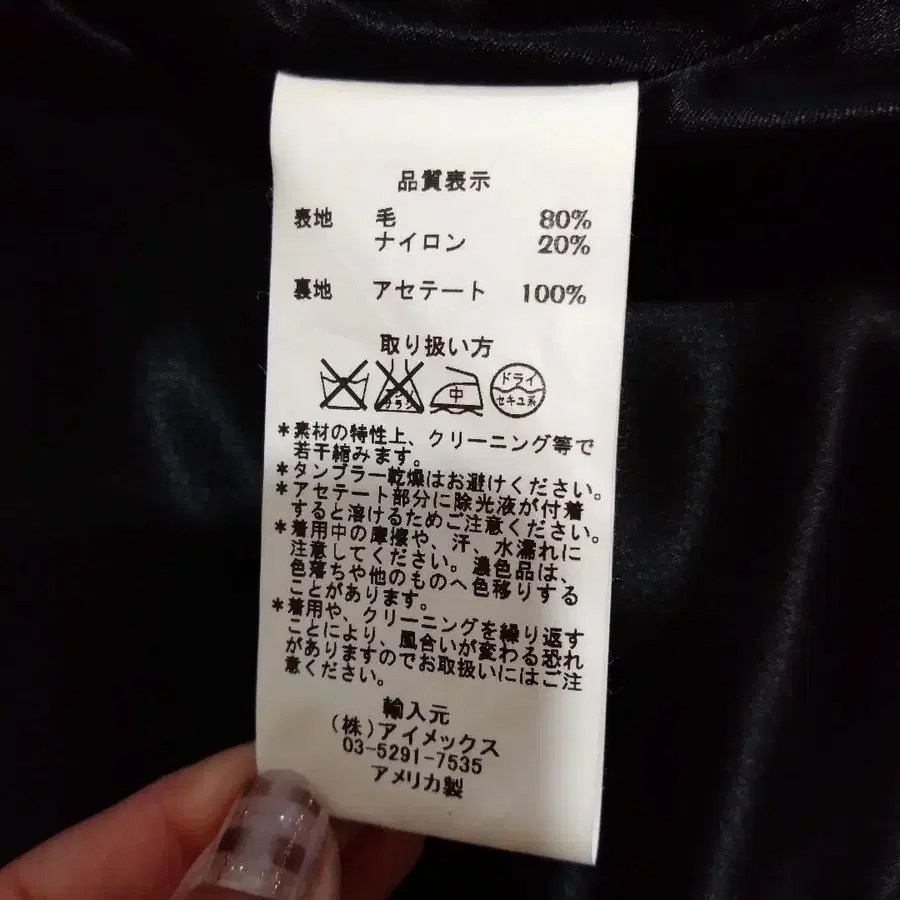 品質表示
表地 毛 80%
ナイロン 20%
裏地 アセテート 100%
取り扱い方
エンソ サラシ 中 ドライ セキユ系
*素材の特性上、クリーニング等で
若干縮みます。
*タンブラー乾燥はお避けください。
*アセテート部分に除光液が付着
すると溶けるためご注意ください。
*着用中の摩擦や、汗、水濡れに
注意してください。濃色品は、
色落ちや他のものへ色移りする
ことがあります。
*着用や、クリーニングを繰り返す
ことにより、風合いが変わる恐れ
がありますのでお取扱いにはご注
意ください。
輸入元
(株)アイメックス
03-5291-7535
アメリカ製